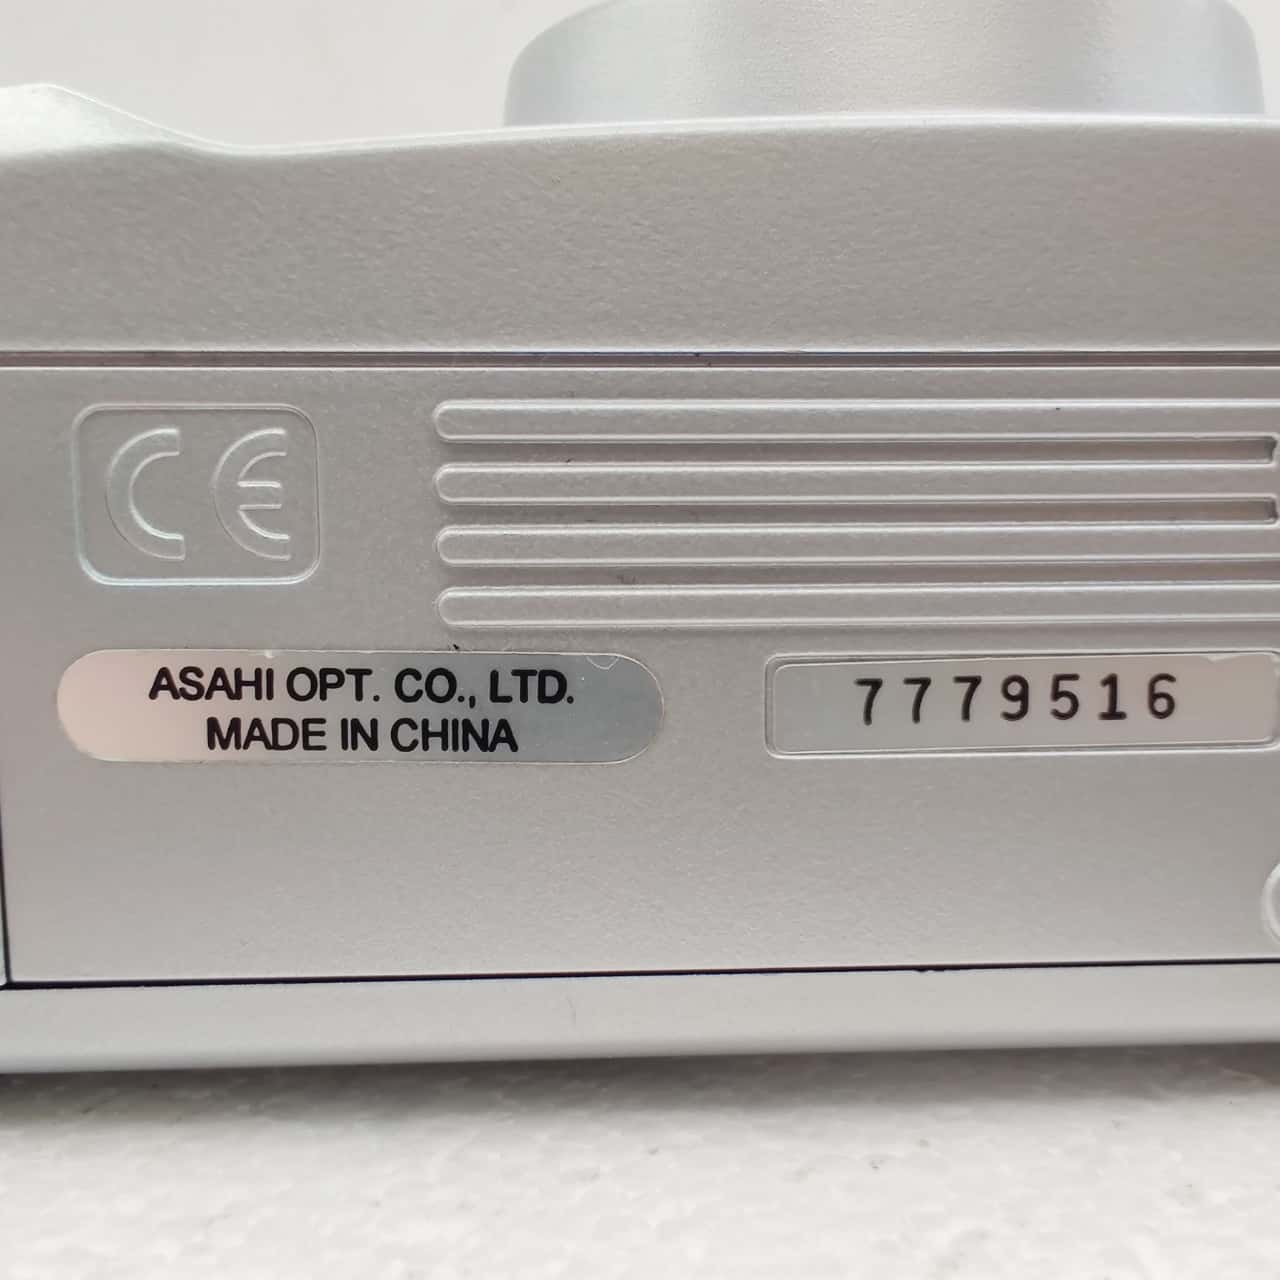 CE
ASAHI OPT. CO., LTD.
MADE IN CHINA
7779516